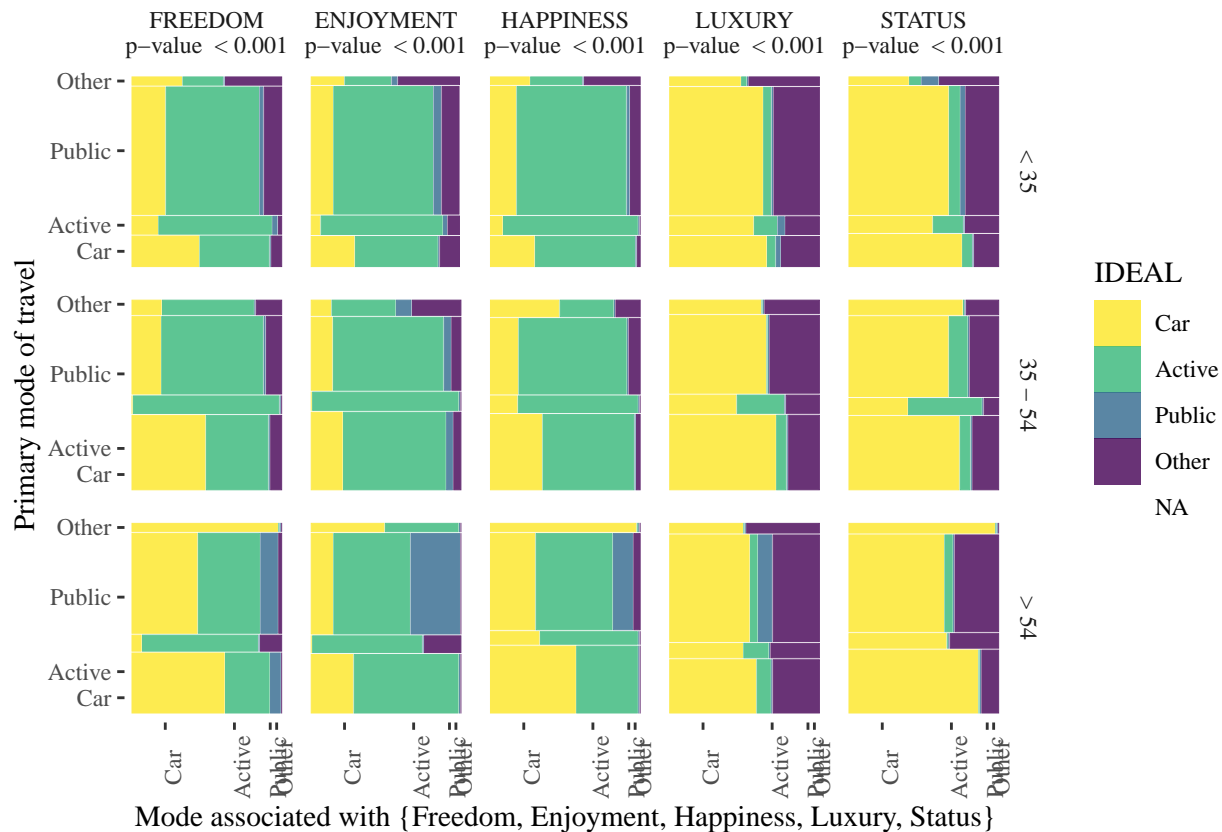 FREEDOM ENJOYMENT HAPPINESS LUXURY STATUS
p−value < 0.001 p−value < 0.001 p−value < 0.001 p−value < 0.001 p−value < 0.001
Primary mode of travel
Other
Public
Active
Car
< 35
Other
Public
Active
Car
35 − 54
Other
Public
Active
Car
> 54
Car Active Public Other Car Active Public Other Car Active Public Other Car Active Public Other Car Active Public Other
Mode associated with {Freedom, Enjoyment, Happiness, Luxury, Status}
IDEAL
Car
Active
Public
Other
NA